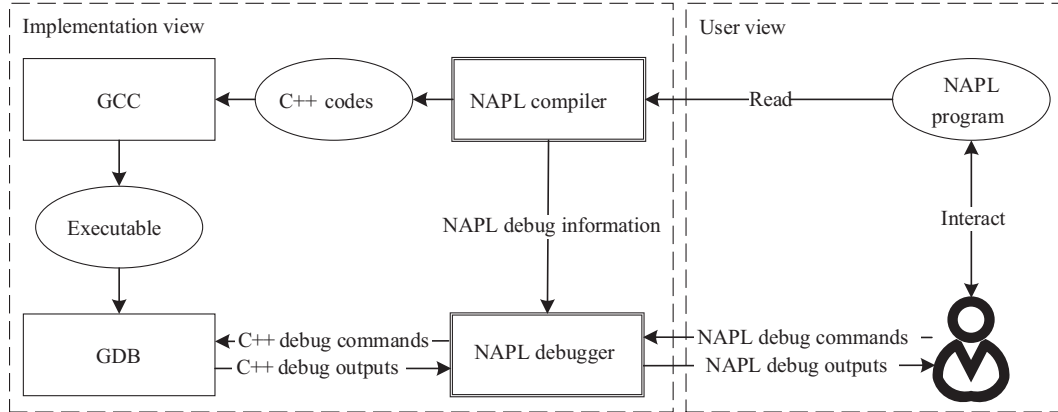 Implementation view
User view
GCC
C++ codes
NAPL compiler
Read
NAPL
program
Executable
NAPL debug information
Interact
GDB
C++ debug commands
C++ debug outputs
NAPL debugger
NAPL debug commands
NAPL debug outputs